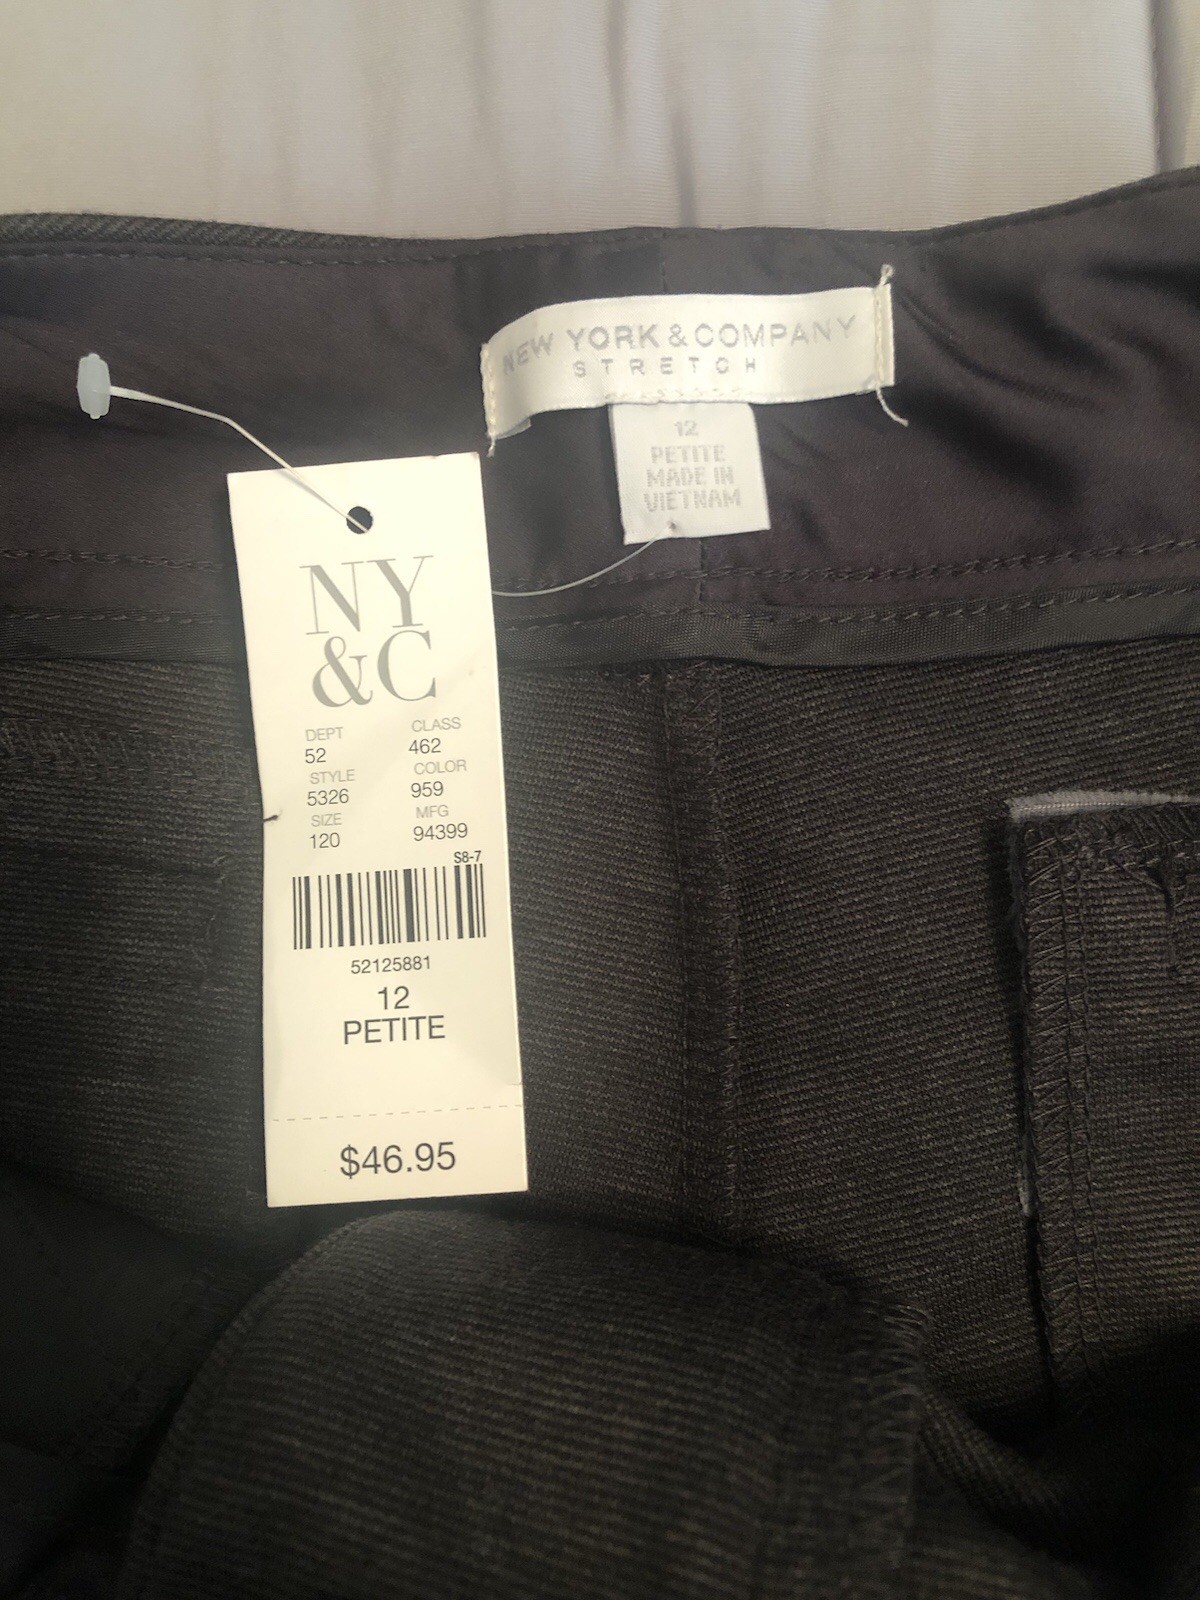 NEW YORK & COMPANY
STRETCH
12
PETITE
MADE IN
VIETNAM
NY
&C
DEPT CLASS
52 462
STYLE COLOR
5326 959
SIZE MFG
120 94399
S8-7
52125881
12
PETITE
$46.95